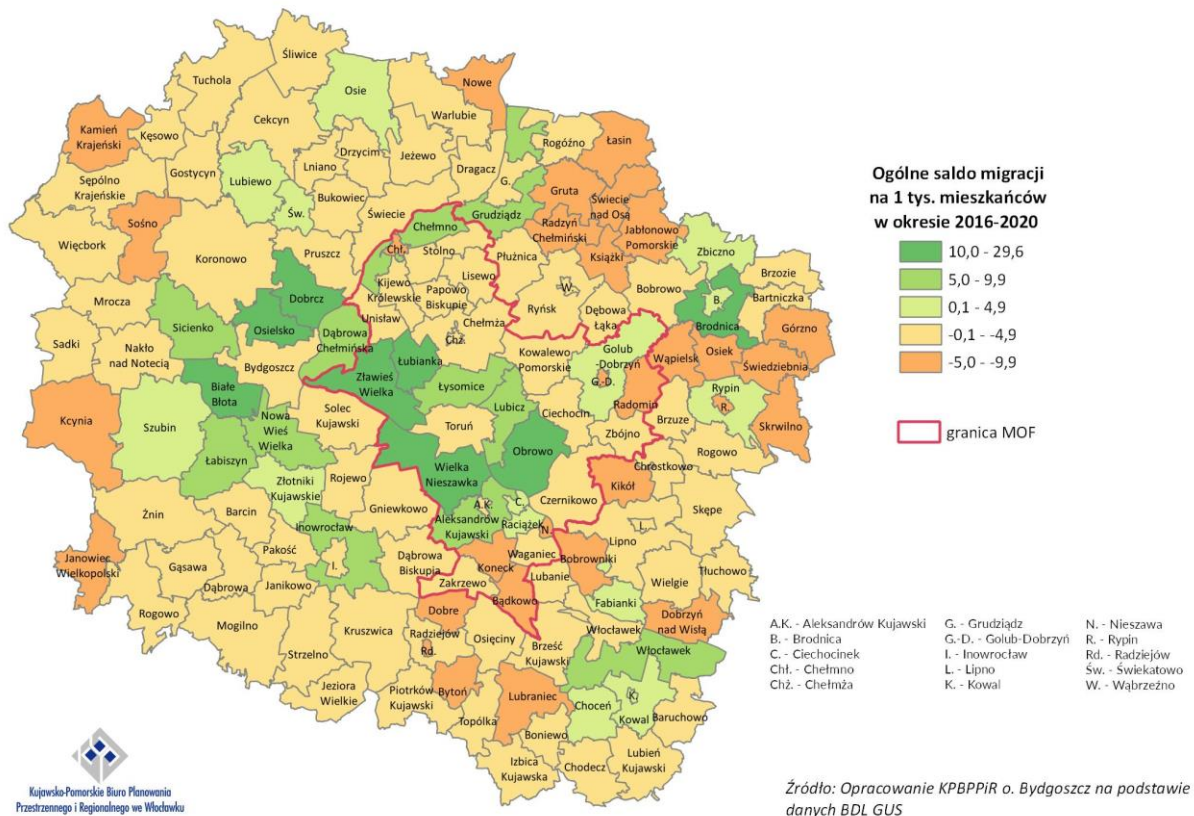 Śliwice
Tuchola
Osie
Nowe
Cekcyn
Warlubie
Kamień
Krajeński
Kęsowo
Rogóźno
Łasin
Drzycim
Lniano
Jeżewo
Gostycyn
Dragacz
Sępólno
Krajeńskie
Lubiewo
G.
Gruta
Świecie
nad Osą
Bukowiec
Św.
Świecie
Grudziądz
Sośno
Chełmno
Radzyń
Chełmiński
Jabłonowo
Pomorskie
Więcbork
Pruszcz
Chł.
Stolno
Płużnica
Książki
Zbiczno
Koronowo
Lisewo
Kijewo
Królewskie
Papowo
Biskupie
W.
Bobrowo
Brzozie
Bartniczka
Mrocza
Dobrcz
Unisław
Ryńsk
Dębowa
Łąka
B.
Brodnica
Sicienko
Osielsko
Dąbrowa
Chełmińska
Chełmża
Chż.
Górzno
Sadki
Nakło
nad Notecią
Golub
-Dobrzyń
Wąpielsk
Osiek
Świedziebnia
Bydgoszcz
Łubianka
Kowalewo
Pomorskie
Białe
Błota
Zławieś
Wielka
Łysomice
G.-D.
Rypin
R.
Kcynia
Solec
Kujawski
Lubicz
Radomin
Skrwilno
Szubin
Nowa
Wieś
Wielka
Toruń
Ciechocin
Brzuze
Zbójno
Rogowo
Łabiszyn
Obrowo
Wielka
Nieszawka
Chrostkowo
Złotniki
Kujawskie
Rojewo
Kikół
Czernikowo
Żnin
Barcin
Gniewkowo
A.K.
C.
Skępe
Inowrocław
Aleksandrów
Kujawski
Raciążek
N.
L.
Janowiec
Wielkopolski
Pakość
I.
Dąbrowa
Biskupia
Waganiec
Lipno
Bobrowniki
Gąsawa
Koneck
Tłuchowo
Dąbrowa
Janikowo
Zakrzewo
Lubanie
Wielgie
Bądkowo
Fabianki
Rogowo
Mogilno
Dobre
Dobrzyń
nad Wisłą
Kruszwica
Radziejów
Rd.
Osięciny
Włocławek
Strzelno
Brześć
Kujawski
Włocławek
Jeziora
Wielkie
Piotrków
Kujawski
Bytoń
Lubraniec
K.
Choceń
Kowal
Baruchowo
Topólka
Boniewo
Izbica
Kujawska
Chodecz
Lubień
Kujawski
Ogólne saldo migracji
na 1 tys. mieszkańców
w okresie 2016-2020
10,0 - 29,6
5,0 - 9,9
0,1 - 4,9
-0,1 - -4,9
-5,0 - -9,9
granica MOF
A.K. - Aleksandrów Kujawski
B. - Brodnica
C. - Ciechocinek
Chł. - Chełmno
Chż. - Chełmża
G. - Grudziądz
G.-D. - Golub-Dobrzyń
I. - Inowrocław
L. - Lipno
K. - Kowal
N. - Nieszawa
R. - Rypin
Rd. - Radziejów
Św. - Świekatowo
W. - Wąbrzeźno
Kujawsko-Pomorskie Biuro Planowania
Przestrzennego i Regionalnego we Włocławku
Źródło: Opracowanie KPBPPiR o. Bydgoszcz na podstawie
danych BDL GUS